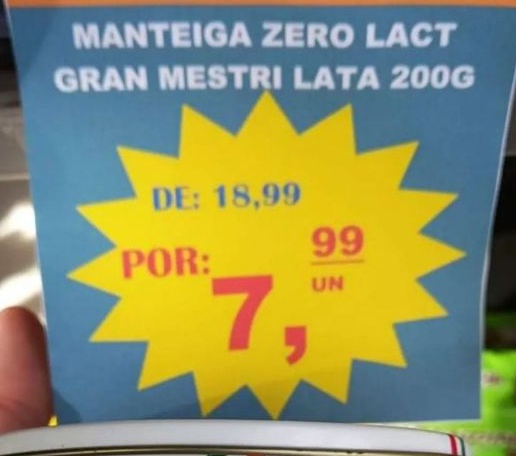 MANTEIGA ZERO LACT
GRAN MESTRI LATA 200G
DE: 18,99
POR: 7,99
UN